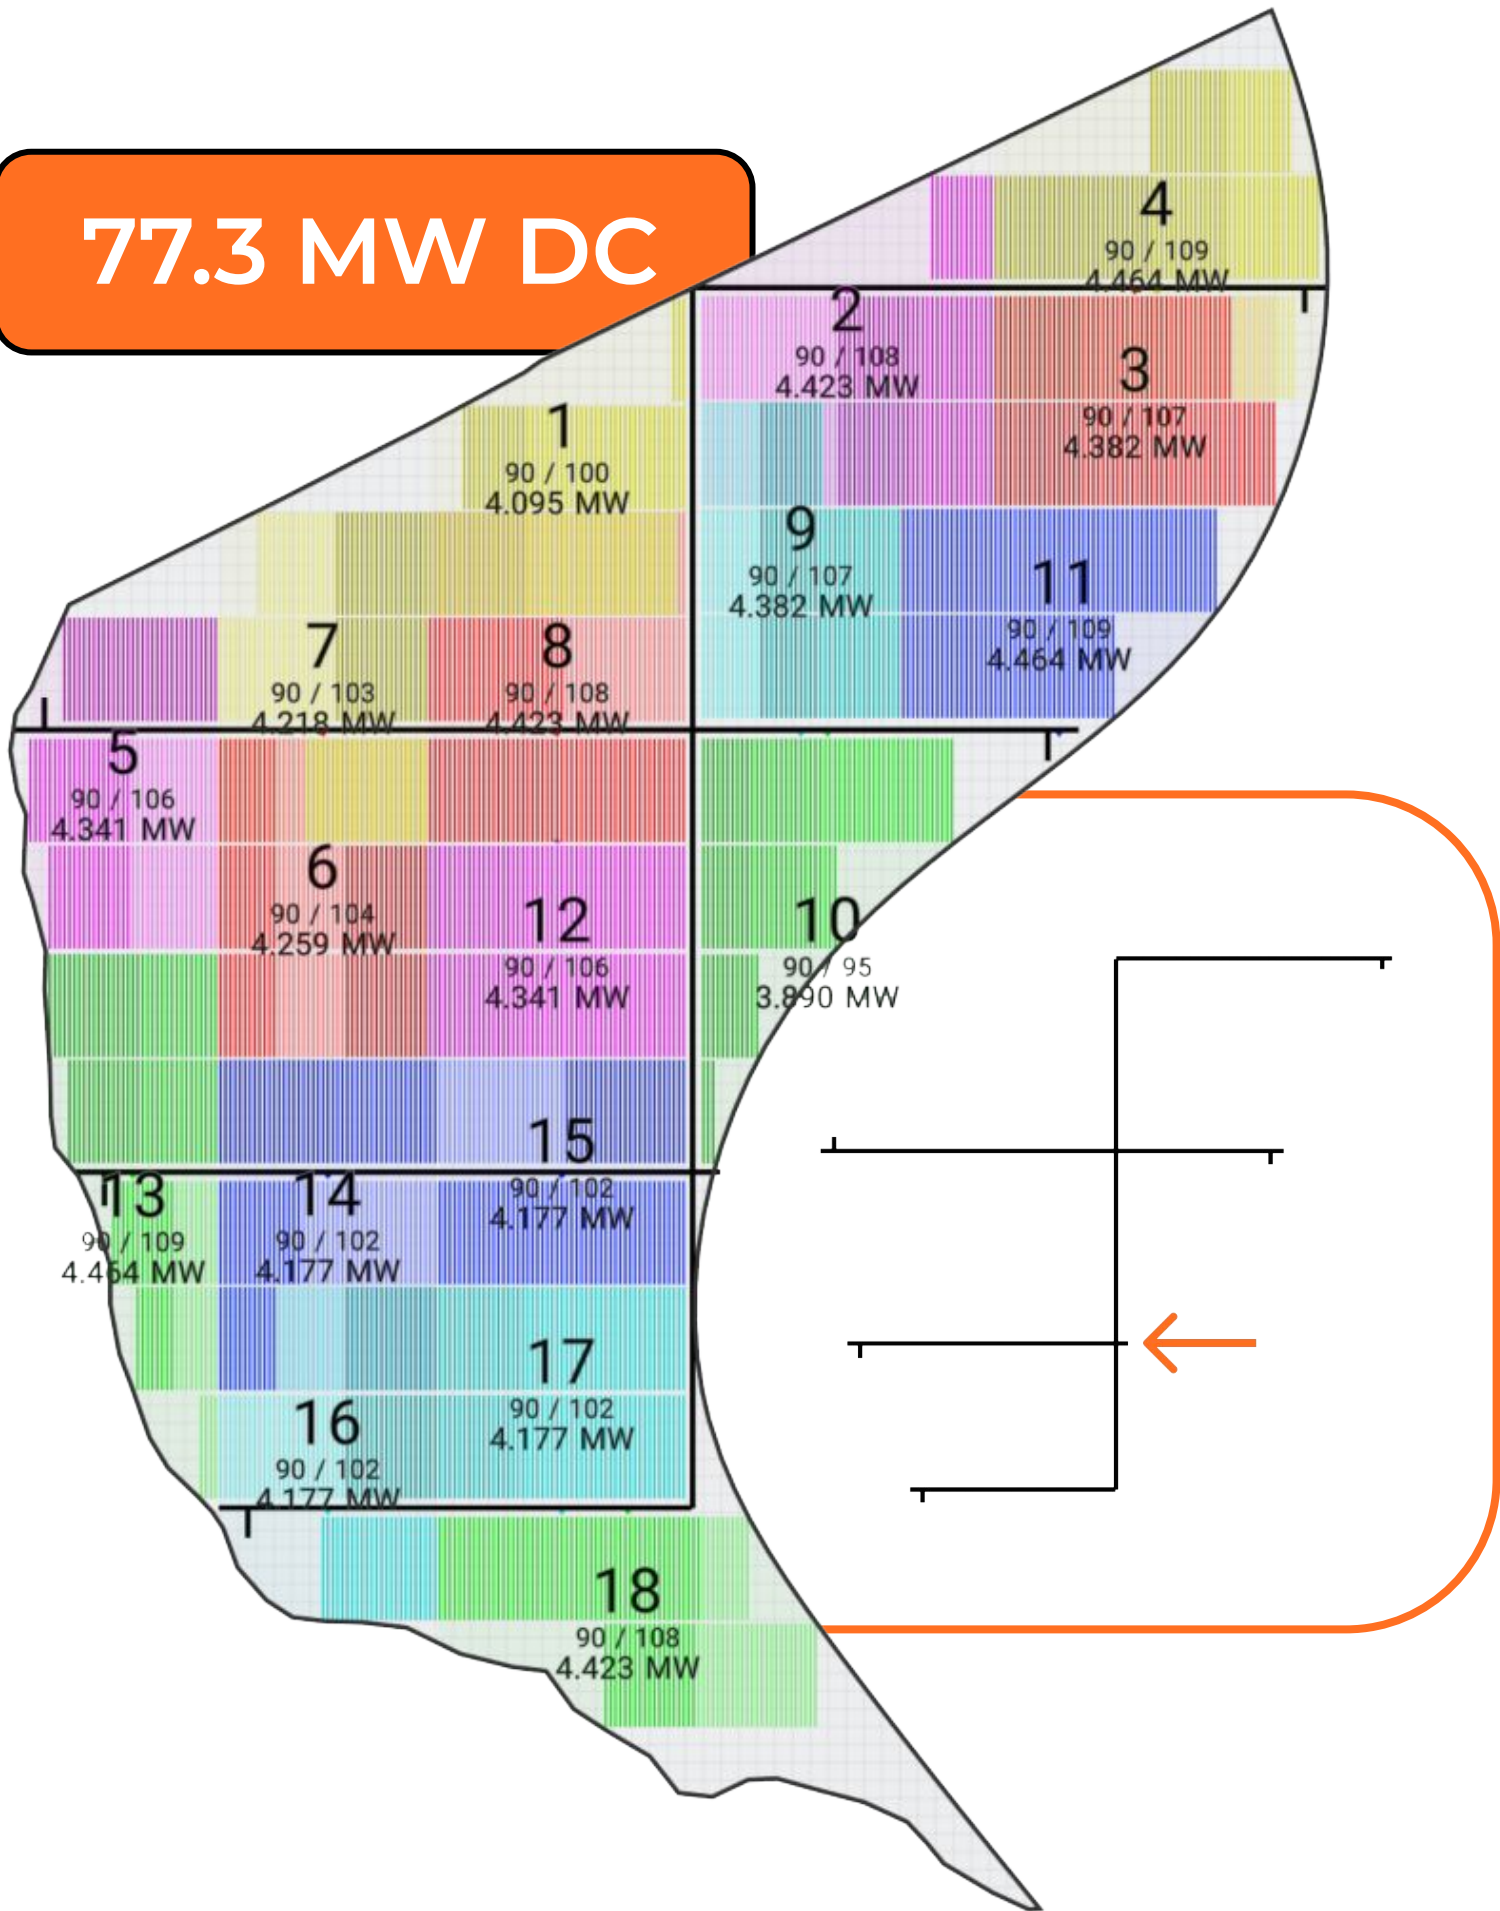 77.3 MW DC
4
90 / 109
4.464 MW
2
90 / 108
4.423 MW
3
90 / 107
4.382 MW
1
90 / 100
4.095 MW
9
90 / 107
4.382 MW
11
90 / 109
4.464 MW
7
90 / 103
4.218 MW
8
90 / 108
4.423 MW
5
90 / 106
4.341 MW
6
90 / 104
4.259 MW
12
90 / 106
4.341 MW
10
90 / 95
3.890 MW
13
90 / 109
4.464 MW
14
90 / 102
4.177 MW
15
90 / 102
4.177 MW
16
90 / 102
4.177 MW
17
90 / 102
4.177 MW
18
90 / 108
4.423 MW